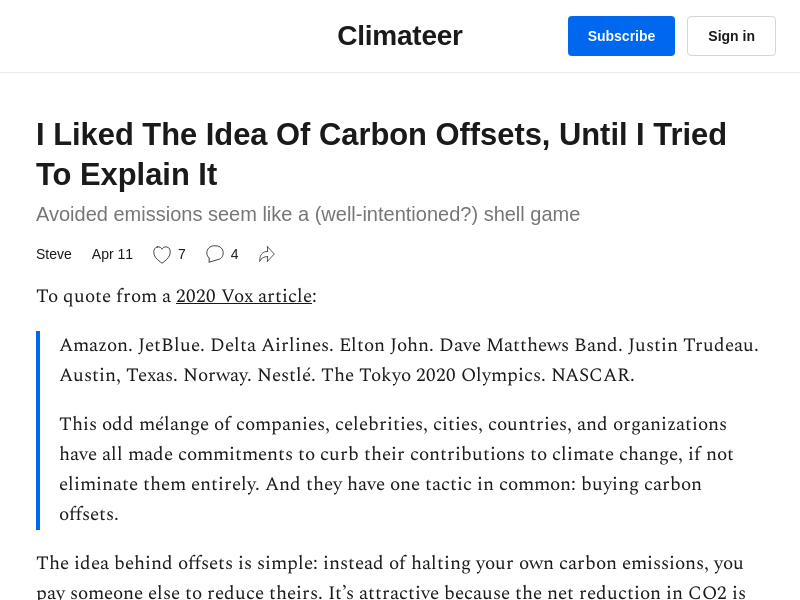 Climateer
Subscribe
Sign in
I Liked The Idea Of Carbon Offsets, Until I Tried
To Explain It
Avoided emissions seem like a (well-intentioned?) shell game
Steve Apr 11 7 4
To quote from a 2020 Vox article:
Amazon. JetBlue. Delta Airlines. Elton John. Dave Matthews Band. Justin Trudeau.
Austin, Texas. Norway. Nestlé. The Tokyo 2020 Olympics. NASCAR.
This odd mélange of companies, celebrities, cities, countries, and organizations
have all made commitments to curb their contributions to climate change, if not
eliminate them entirely. And they have one tactic in common: buying carbon
offsets.
The idea behind offsets is simple: instead of halting your own carbon emissions, you
pay someone else to reduce theirs. It’s attractive because the net reduction in CO2 is